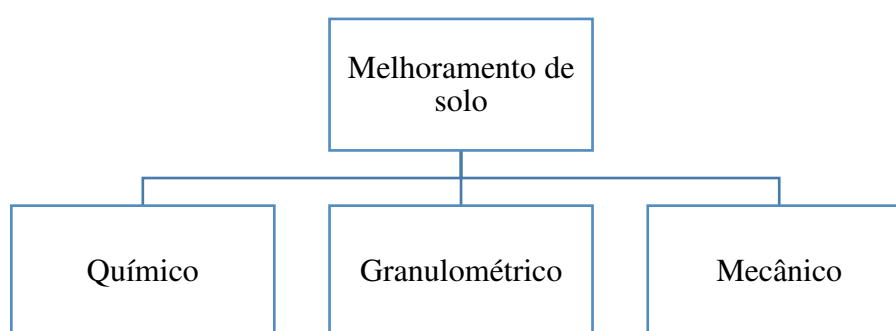 Melhoramento de
solo
Químico
Granulométrico
Mecânico